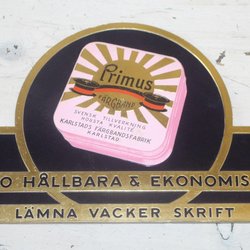 Primus
FÄRGBAND
SVENSK TILLVERKNING
HÖGSTA KVALITÉ
KARLSTADS FÄRGBANDSFABRIK
KARLSTAD
O HÅLLBARA & EKONOMIS
LÄMNA VACKER SKRIFT